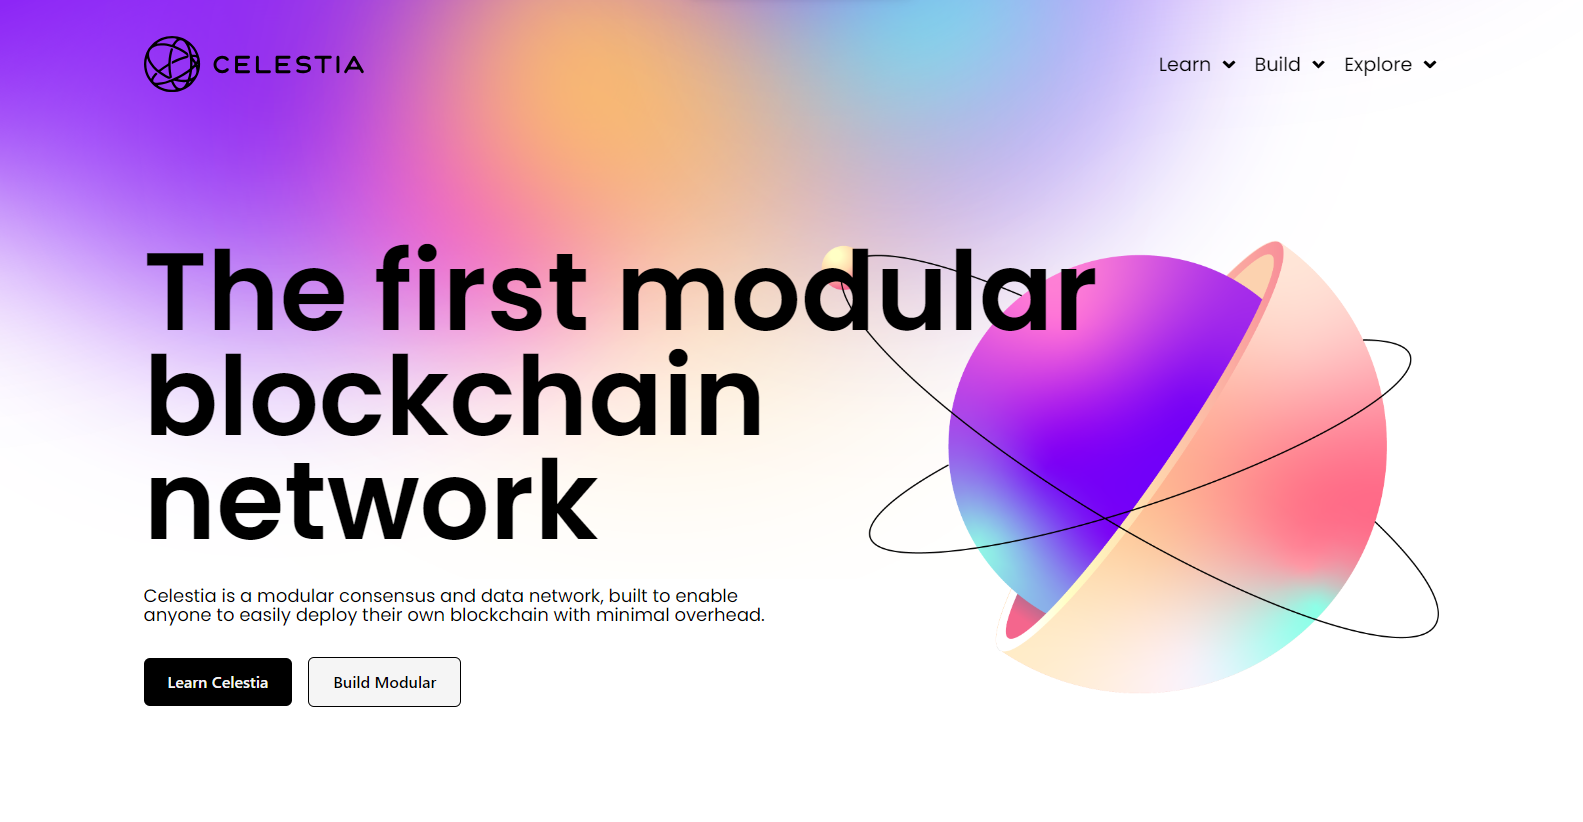 CELESTIA
Learn
Build
Explore
The first modular
blockchain
network
Celestia is a modular consensus and data network, built to enable
anyone to easily deploy their own blockchain with minimal overhead.
Learn Celestia
Build Modular